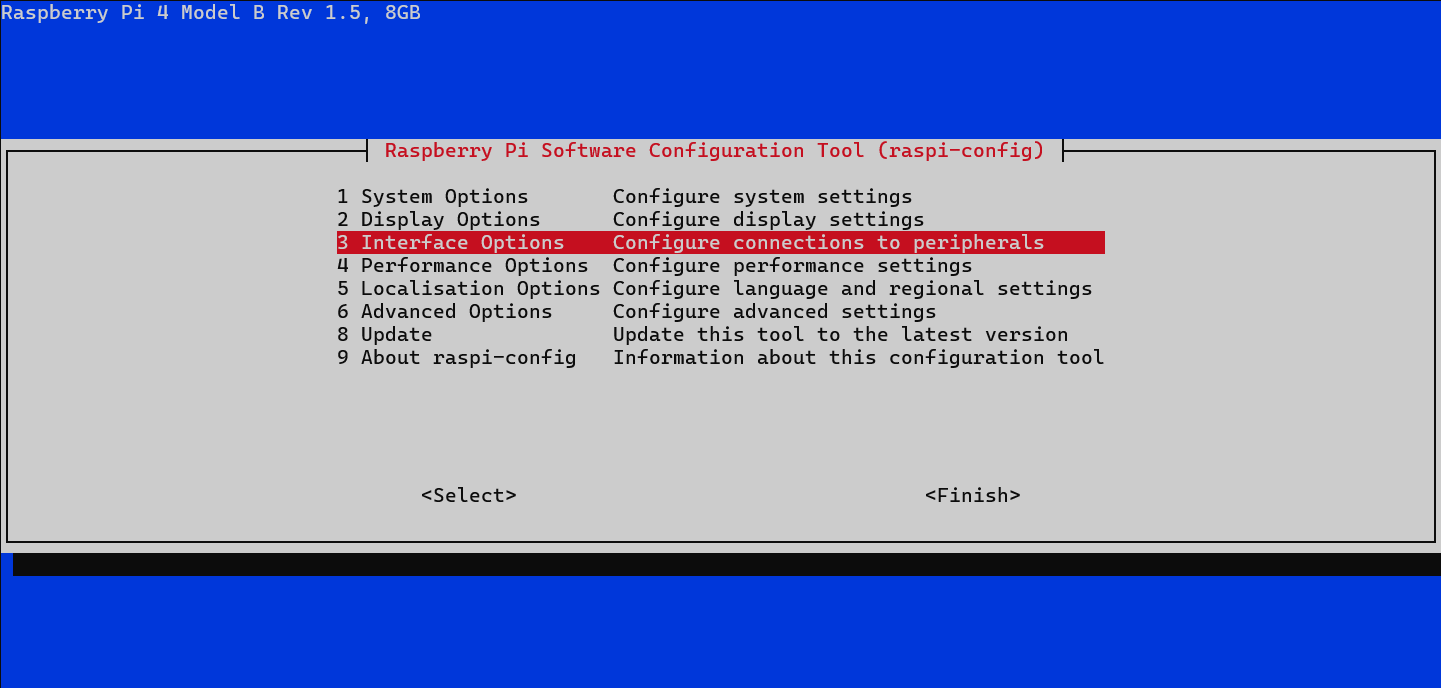 Raspberry Pi 4 Model B Rev 1.5, 8GB
Raspberry Pi Software Configuration Tool (raspi-config)
1 System Options       Configure system settings
2 Display Options      Configure display settings
3 Interface Options    Configure connections to peripherals
4 Performance Options  Configure performance settings
5 Localisation Options Configure language and regional settings
6 Advanced Options     Configure advanced settings
8 Update               Update this tool to the latest version
9 About raspi-config   Information about this configuration tool
<Select>                                  <Finish>